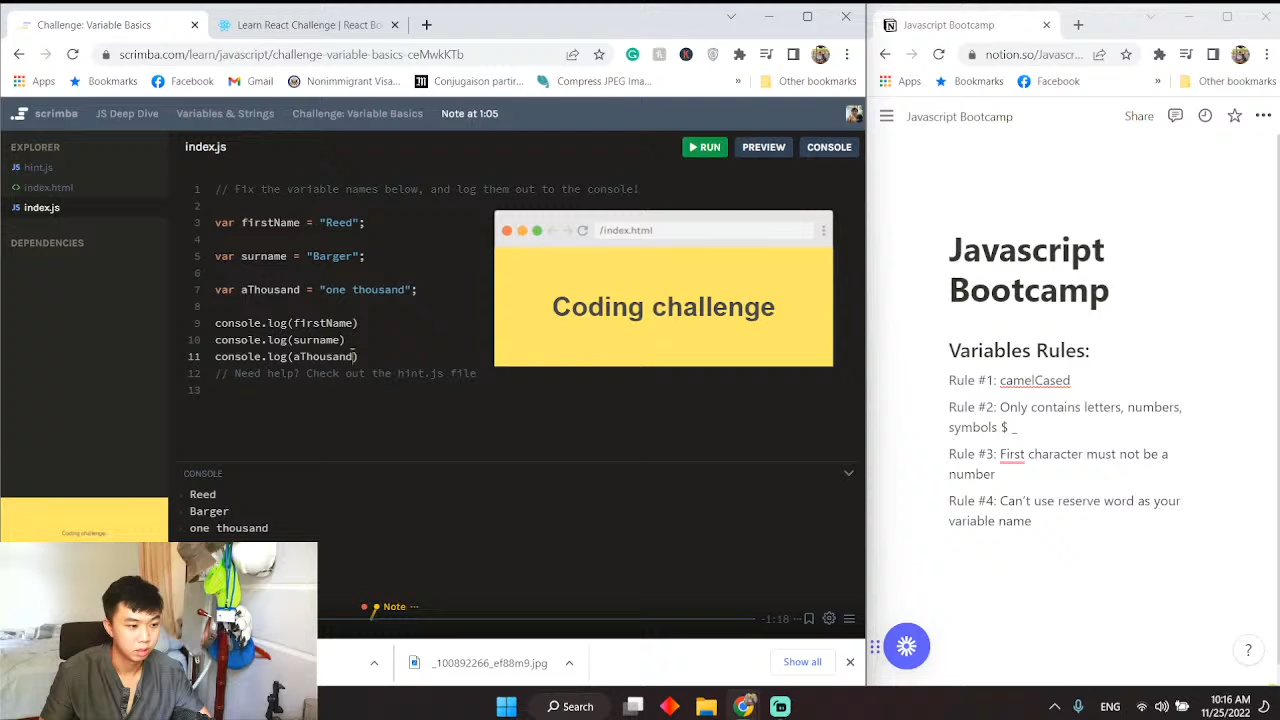 Challenge: Variable Basics
Learn React Challenge | React Bo
scrimba.com/learn/javascript/challenge-variable-basics-ceMwkKTb
Apps
Bookmarks
Facebook
Gmail
Nonimmigrant Visa...
Conjugaison partir...
Compress JPEG Ima...
»
Other bookmarks
scrimba
JS Deep Dive
Variables & Strings
Challenge: Variable Basics
Note at 1:05
EXPLORER
JS hint.js
<> index.html
JS index.js
DEPENDENCIES
index.js
RUN
PREVIEW
CONSOLE
1 // Fix the variable names below, and log them out to the console!
2
3 var firstName = "Reed";
4
5 var surname = "Barger";
6
7 var aThousand = "one thousand";
8
9 console.log(firstName)
10 console.log(surname)
11 console.log(aThousand)
12 // Need help? Check out the hint.js file
13
/index.html
Coding challenge
CONSOLE
Reed
Barger
one thousand
Coding challenge
Note ...
-1:18
_100892266_ef88m9.jpg
Show all
Javascript Bootcamp
notion.so/Javascr...
Apps
Bookmarks
Facebook
»
Other bookmarks
Javascript Bootcamp
Share
Javascript
Bootcamp
Variables Rules:
Rule #1: camelCased
Rule #2: Only contains letters, numbers,
symbols $ _
Rule #3: First character must not be a
number
Rule #4: Can't use reserve word as your
variable name
?
Search
ENG
10:16 AM
11/25/2022